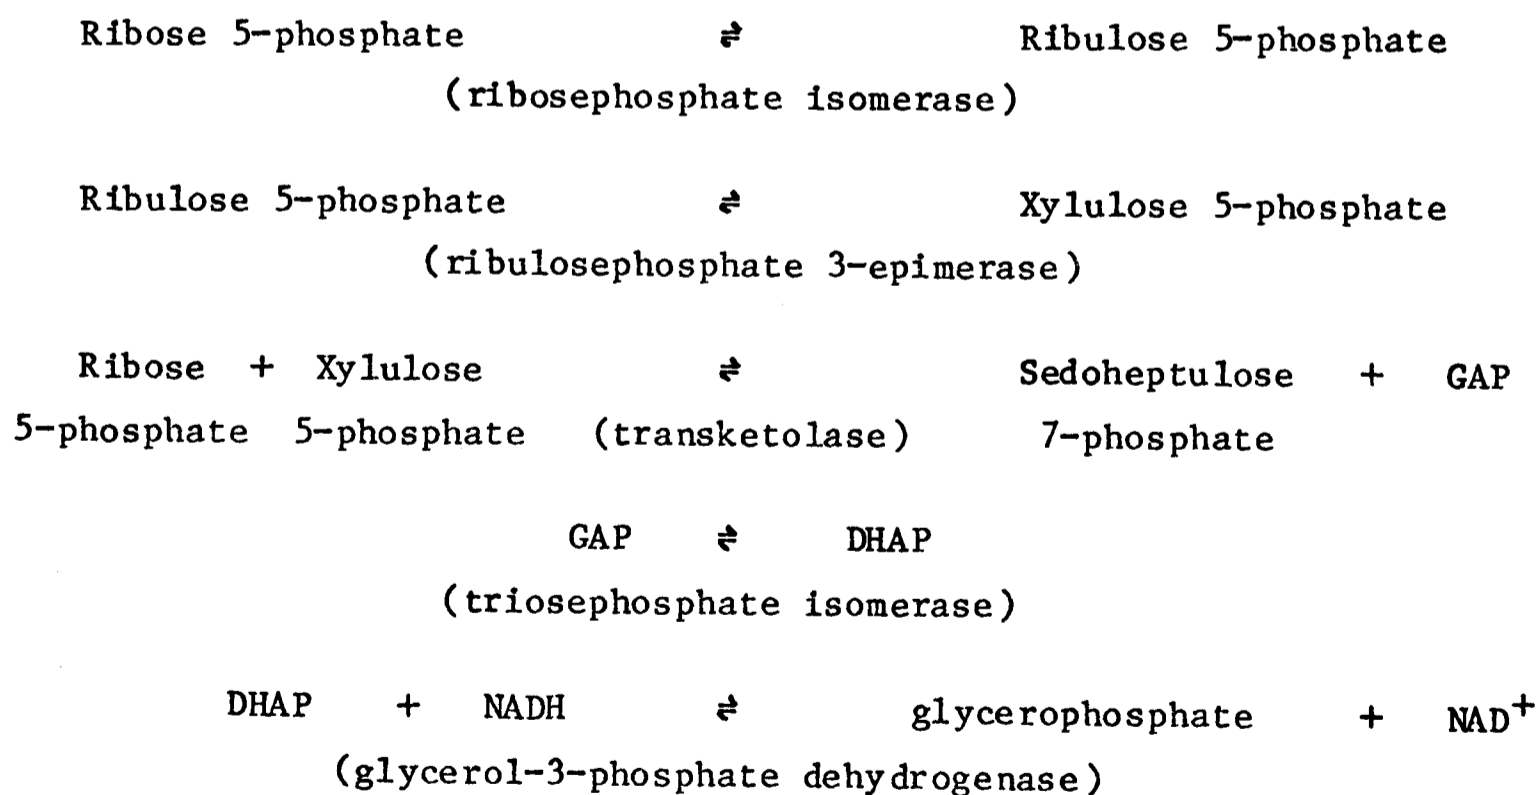 Ribose 5-phosphate ⇌ Ribulose 5-phosphate
(ribosephosphate isomerase)
Ribulose 5-phosphate ⇌ Xylulose 5-phosphate
(ribulosephosphate 3-epimerase)
Ribose + Xylulose ⇌ Sedoheptulose + GAP
5-phosphate 5-phosphate (transketolase) 7-phosphate
GAP ⇌ DHAP
(triosephosphate isomerase)
DHAP + NADH ⇌ glycerophosphate + NAD⁺
(glycerol-3-phosphate dehydrogenase)